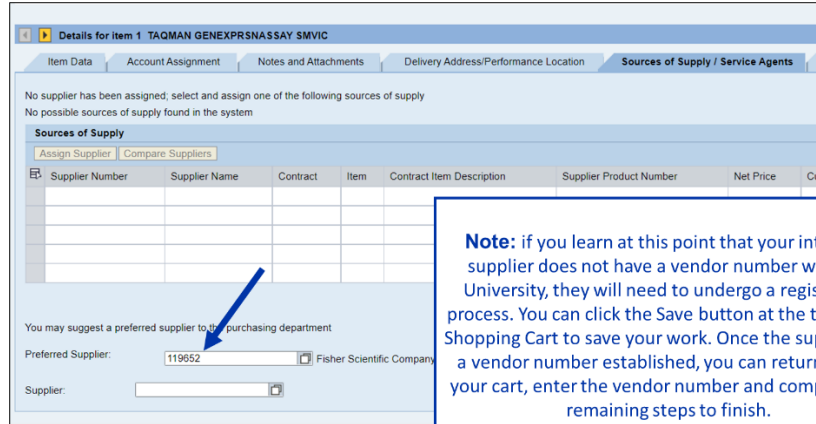 Details for item 1 TAQMAN GENEXPRSNASSAY SMVIC
Item Data Account Assignment Notes and Attachments Delivery Address/Performance Location Sources of Supply / Service Agents
No supplier has been assigned; select and assign one of the following sources of supply
No possible sources of supply found in the system
Sources of Supply
Assign Supplier Compare Suppliers
Supplier Number Supplier Name Contract Item Contract Item Description Supplier Product Number Net Price
Note: if you learn at this point that your
supplier does not have a vendor number
University, they will need to undergo a
process. You can click the Save button at the
Shopping Cart to save your work. Once the
a vendor number established, you can return
your cart, enter the vendor number and
remaining steps to finish.
You may suggest a preferred supplier to the purchasing department
Preferred Supplier: 119652 Fisher Scientific Company
Supplier: